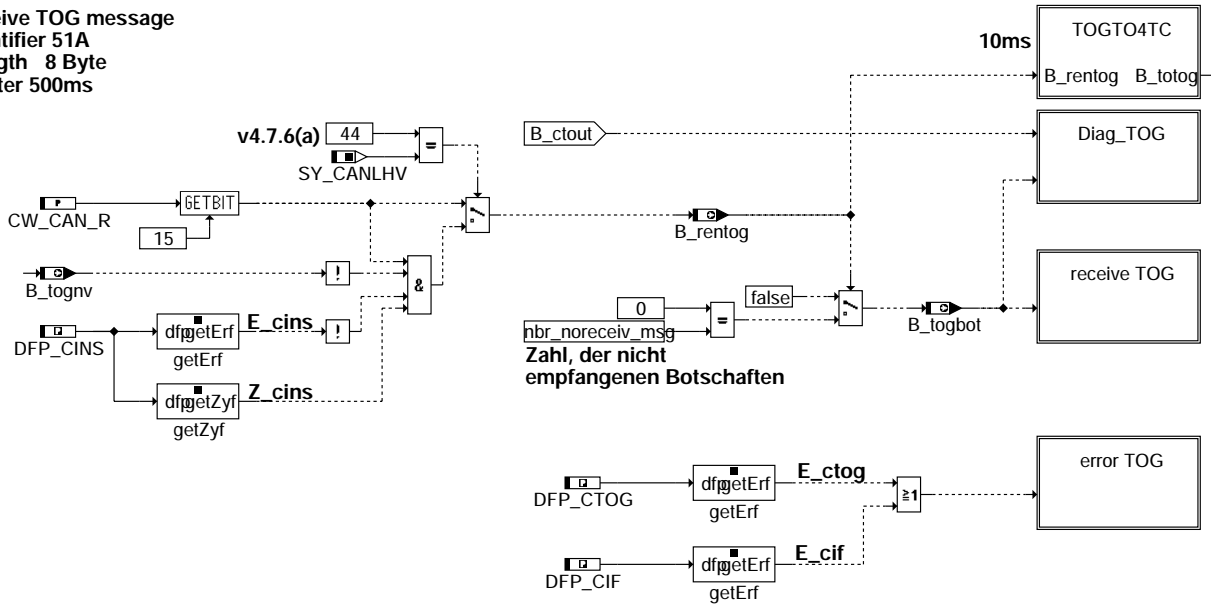 eive TOG message
ntifier 51A
gth 8 Byte
ter 500ms
10ms
TOGTO4TC
B_rentog B_totog
v4.7.6(a)
44
=
SY_CANLHV
B_ctout
Diag_TOG
CW_CAN_R
P
GETBIT
15
B_rentog
B_tognv
!
&
DFP_CINS
dfpgetErf
E_cins
!
getErf
dfpgetZyf
Z_cins
getZyf
false
0
nbr_noreceiv_msg
=
Zahl, der nicht
empfangenen Botschaften
B_togbot
receive TOG
DFP_CTOG
dfpgetErf
E_ctog
getErf
≥1
error TOG
DFP_CIF
dfpgetErf
E_cif
getErf